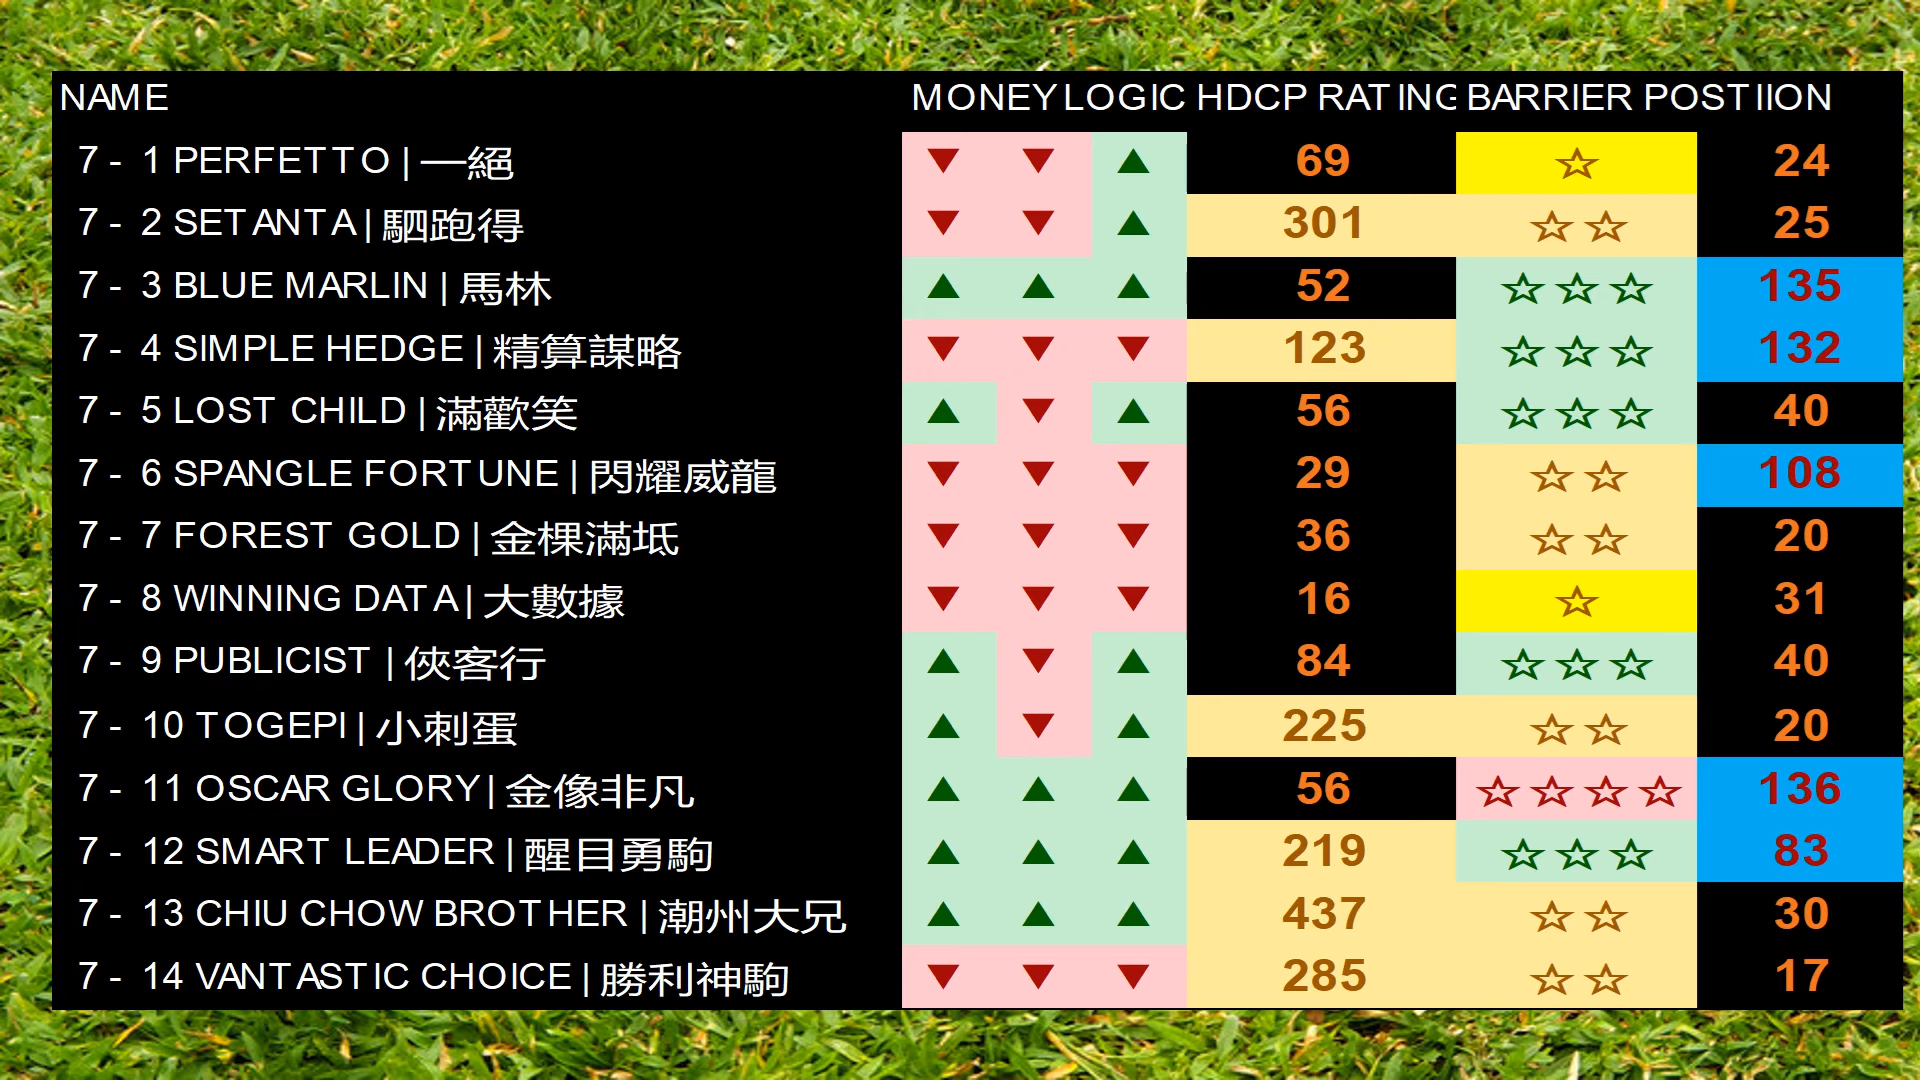 NAME MONEY LOGIC HDCP RATING BARRIER POSTIION
7 - 1 PERFETTO | 一絕 ▼ ▼ ▲ 69 ☆ 24
7 - 2 SETANTA | 駟跑得 ▼ ▼ ▲ 301 ☆☆ 25
7 - 3 BLUE MARLIN | 馬林 ▲ ▲ ▲ 52 ☆☆☆ 135
7 - 4 SIMPLE HEDGE | 精算謀略 ▼ ▼ ▼ 123 ☆☆☆ 132
7 - 5 LOST CHILD | 滿歡笑 ▲ ▼ ▲ 56 ☆☆☆ 40
7 - 6 SPANGLE FORTUNE | 閃耀威龍 ▼ ▼ ▼ 29 ☆☆ 108
7 - 7 FOREST GOLD | 金棵滿坻 ▼ ▼ ▼ 36 ☆☆ 20
7 - 8 WINNING DATA | 大數據 ▼ ▼ ▼ 16 ☆ 31
7 - 9 PUBLICIST | 俠客行 ▲ ▼ ▲ 84 ☆☆☆ 40
7 - 10 TOGEPI | 小刺蛋 ▲ ▼ ▲ 225 ☆☆ 20
7 - 11 OSCAR GLORY | 金像非凡 ▲ ▲ ▲ 56 ☆☆☆☆ 136
7 - 12 SMART LEADER | 醒目勇駒 ▲ ▲ ▲ 219 ☆☆☆ 83
7 - 13 CHIU CHOW BROTHER | 潮州大兄 ▲ ▲ ▲ 437 ☆☆ 30
7 - 14 VANTASTIC CHOICE | 勝利神駒 ▼ ▼ ▼ 285 ☆☆ 17